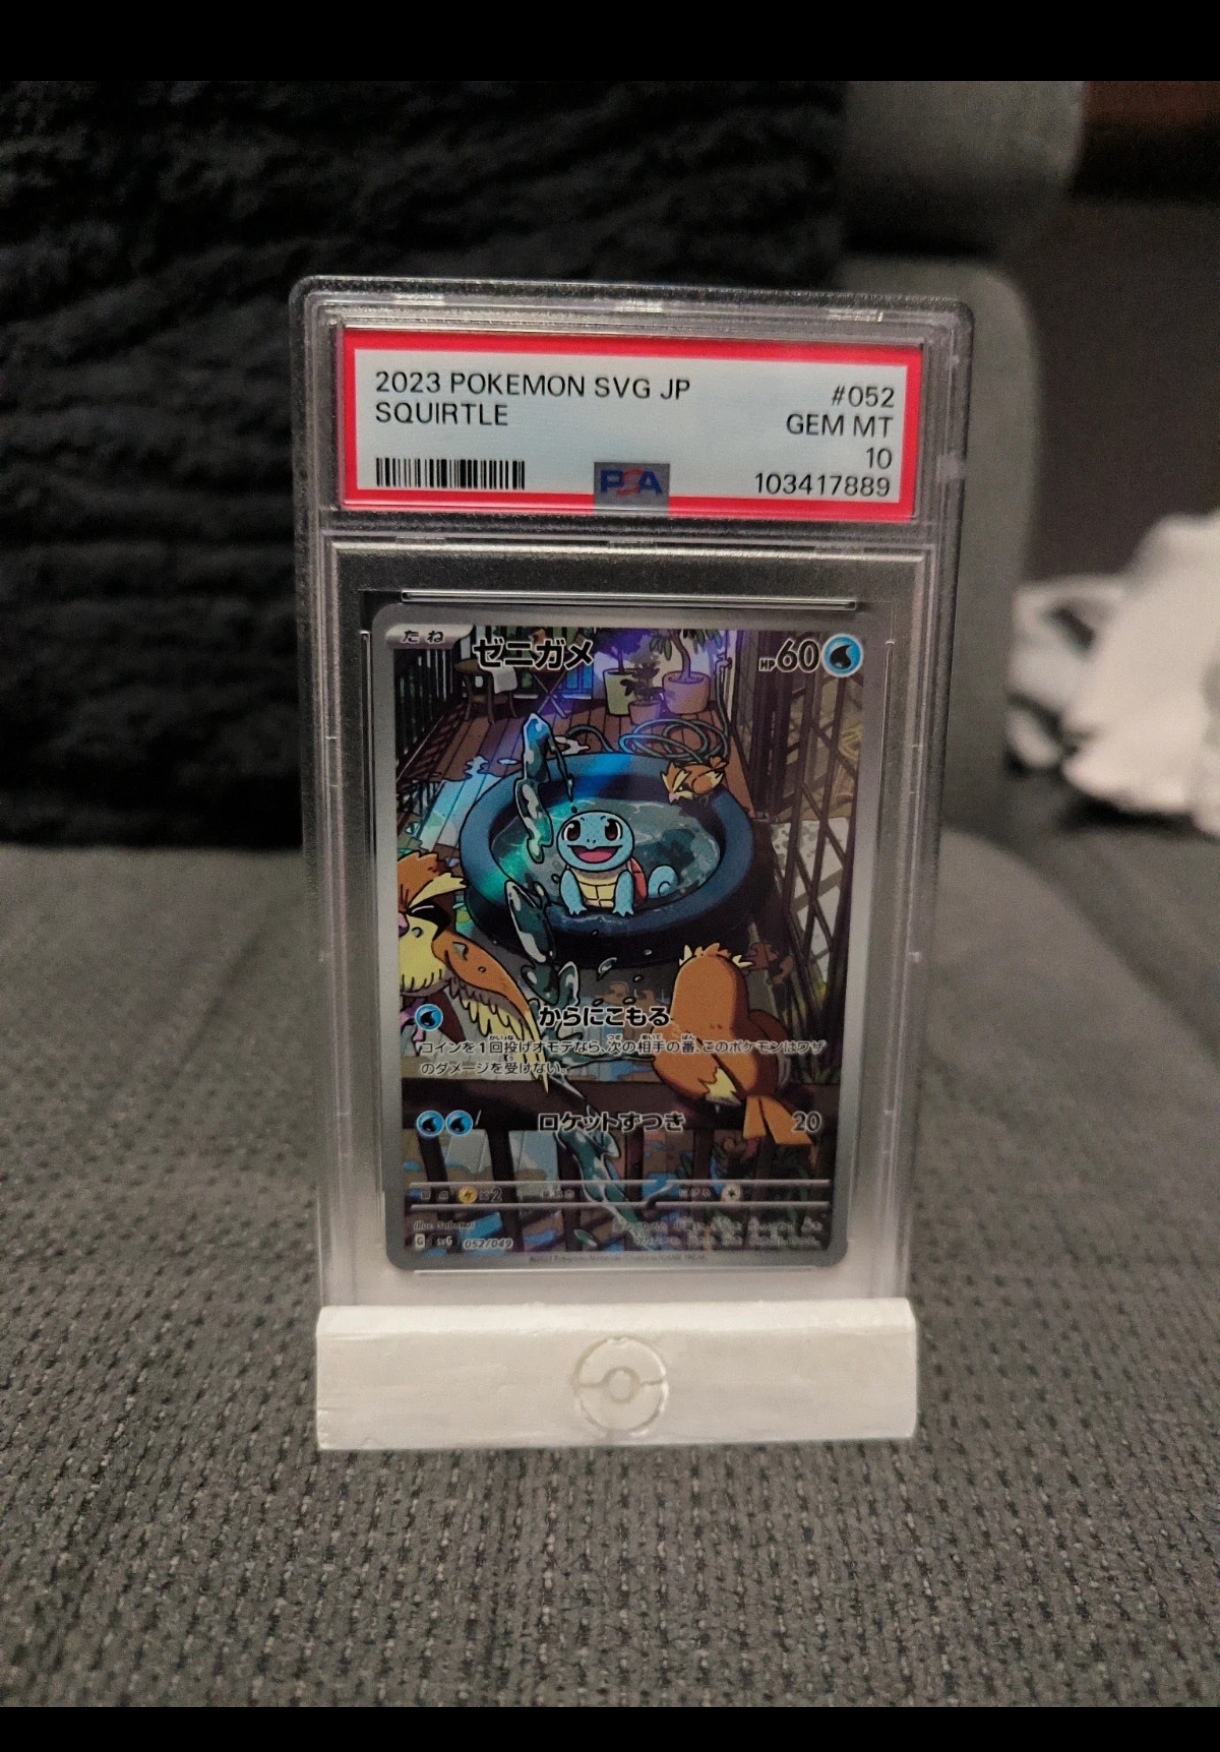 2023 POKEMON SVG JP
#052
SQUIRTLE
GEM MT
10
PSA
103417889
たね
ゼニガメ
HP60
からにこもる
コインを1回投げオモテなら、次の相手の番、このポケモンはワザ
のダメージを受けない。
ロケットずつき
20
×2
G
052/049